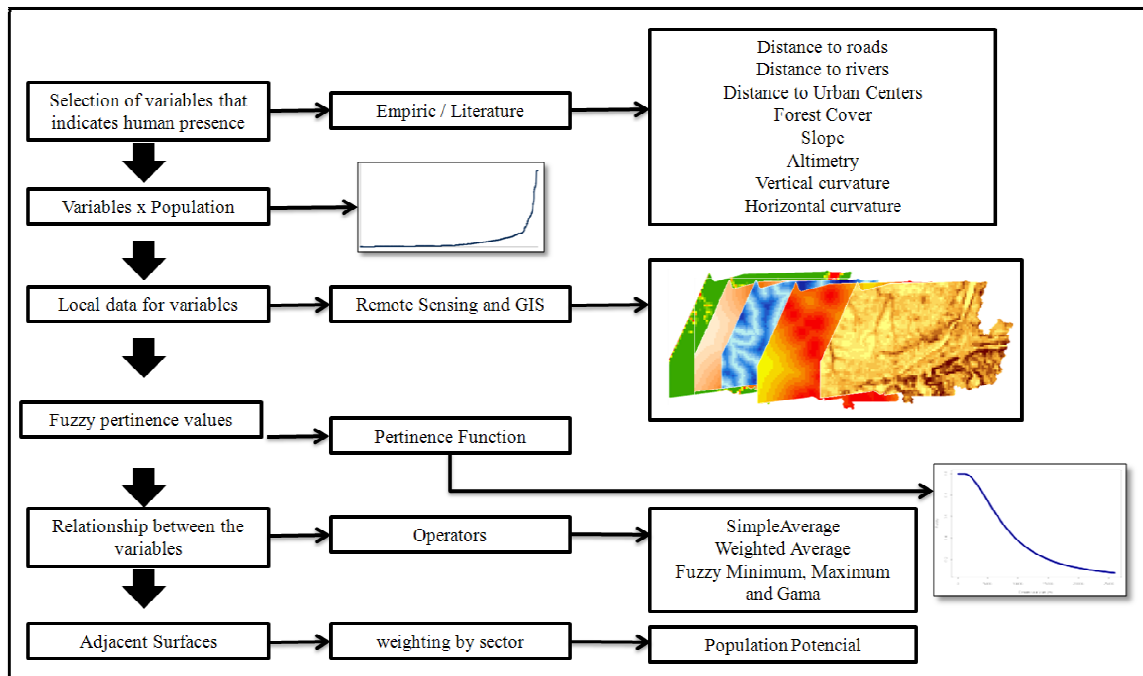 Selection of variables that
indicates human presence
Empiric / Literature
Distance to roads
Distance to rivers
Distance to Urban Centers
Forest Cover
Slope
Altimetry
Vertical curvature
Horizontal curvature
Variables x Population
Local data for variables
Remote Sensing and GIS
Fuzzy pertinence values
Pertinence Function
Relationship between the
variables
Operators
SimpleAverage
Weighted Average
Fuzzy Minimum, Maximum
and Gama
Adjacent Surfaces
weighting by sector
Population Potencial